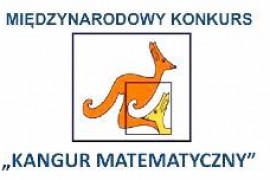 MIĘDZYNARODOWY KONKURS
„KANGUR MATEMATYCZNY”